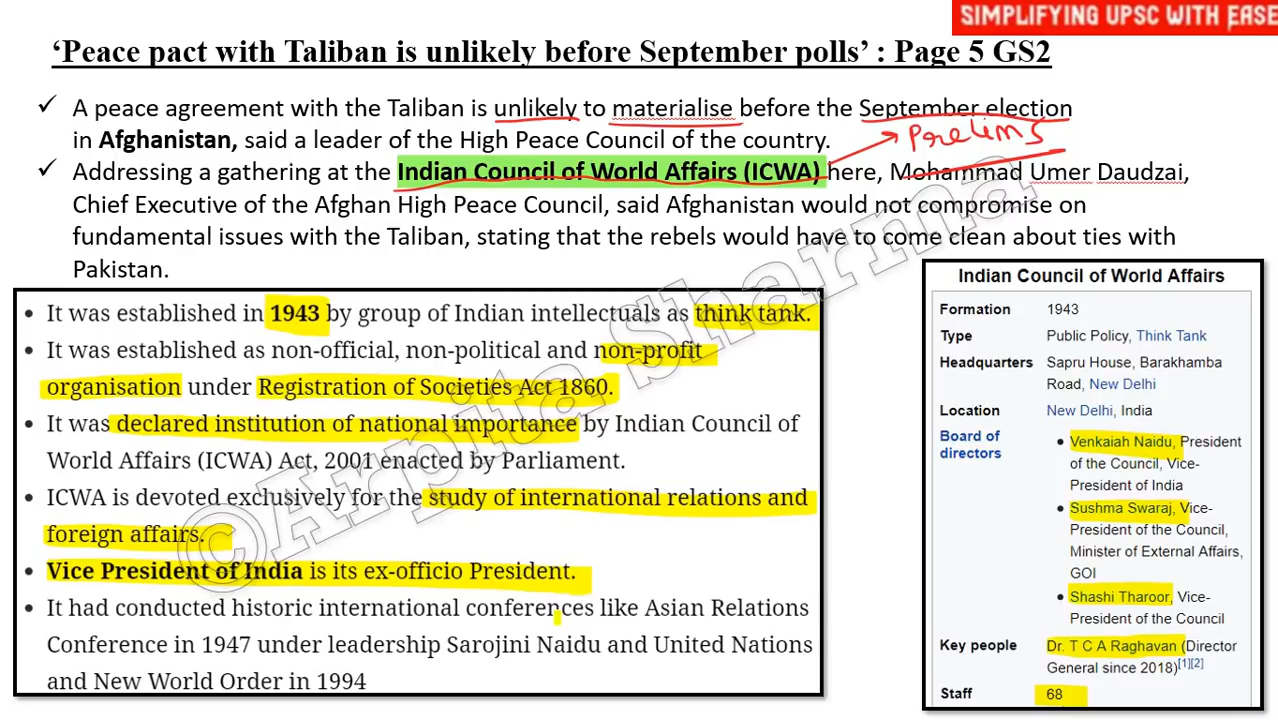 SIMPLIFYING UPSC WITH EASE
‘Peace pact with Taliban is unlikely before September polls’ : Page 5 GS2
✓ A peace agreement with the Taliban is unlikely to materialise before the September election
in Afghanistan, said a leader of the High Peace Council of the country.
Prelims
✓ Addressing a gathering at the Indian Council of World Affairs (ICWA) here, Mohammad Umer Daudzai,
Chief Executive of the Afghan High Peace Council, said Afghanistan would not compromise on
fundamental issues with the Taliban, stating that the rebels would have to come clean about ties with
Pakistan.
• It was established in 1943 by group of Indian intellectuals as think tank.
• It was established as non-official, non-political and non-profit
organisation under Registration of Societies Act 1860.
• It was declared institution of national importance by Indian Council of
World Affairs (ICWA) Act, 2001 enacted by Parliament.
• ICWA is devoted exclusively for the study of international relations and
foreign affairs.
• Vice President of India is its ex-officio President.
• It had conducted historic international conferences like Asian Relations
Conference in 1947 under leadership Sarojini Naidu and United Nations
and New World Order in 1994
Indian Council of World Affairs
Formation 1943
Type Public Policy, Think Tank
Headquarters Sapru House, Barakhamba
Road, New Delhi
Location New Delhi, India
Board of
directors
• Venkaiah Naidu, President
of the Council, Vice-
President of India
• Sushma Swaraj, Vice-
President of the Council,
Minister of External Affairs,
GOI
• Shashi Tharoor, Vice-
President of the Council
Key people Dr. T C A Raghavan (Director
General since 2018)[1][2]
Staff 68
©Arpita Sharma